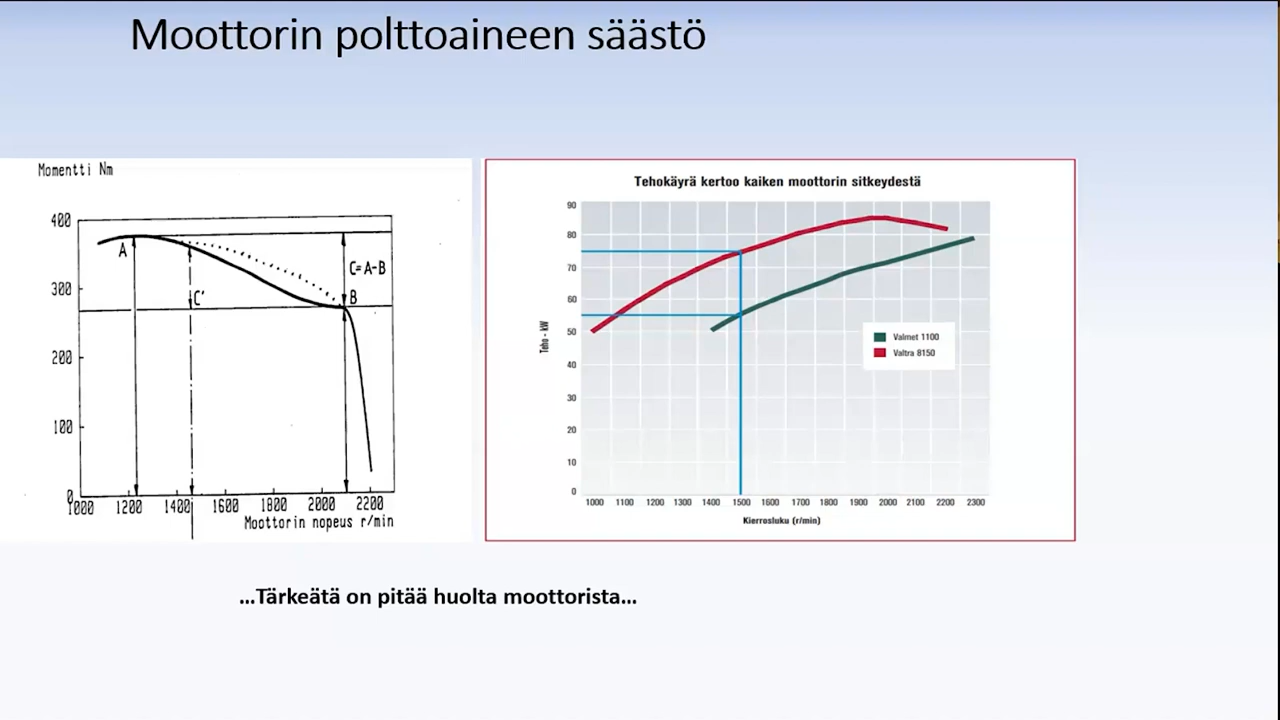 Moottorin polttoaineen säästö
Momentti Nm
400
300
200
100
0
A
C'
C=A-B
B
1000 1200 1400 1600 1800 2000 2200
Moottorin nopeus r/min
Tehokäyrä kertoo kaiken moottorin sitkeydestä
90
80
70
60
50
40
30
20
10
0
Teho - kW
Valmet 1100
Valtra 8150
1000 1100 1200 1300 1400 1500 1600 1700 1800 1900 2000 2100 2200 2300
Kierrosluku (r/min)
...Tärkeätä on pitää huolta moottorista...